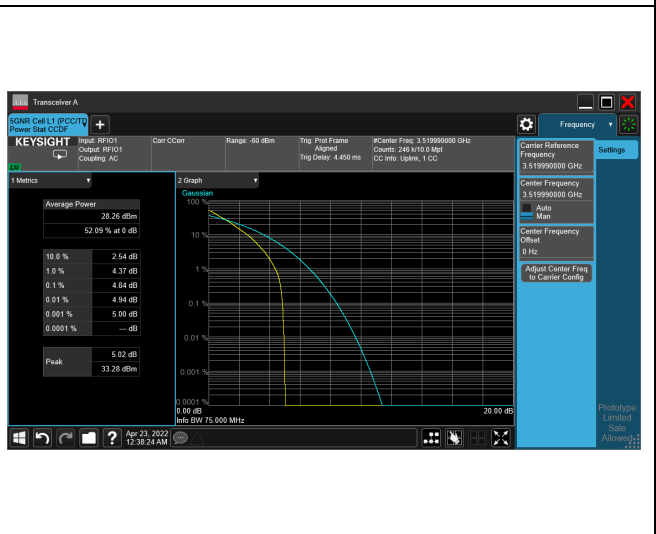 Transceiver A
5GNR Cell L1 (PCC/TD
Power Stat CCDF
+
Frequency
KEYSIGHT
LXI
Input: RFIO1
Output: RFIO1
Coupling: AC
Corr CCorr
Range: -60 dBm
Trig: Prot Frame
Aligned
Trig Delay: 4.450 ms
#Center Freq: 3.519990000 GHz
Counts: 246 k/10.0 Mpt
CC Info: Uplink, 1 CC
1 Metrics
Average Power
28.26 dBm
52.09 % at 0 dB
10.0 % 2.54 dB
1.0 % 4.37 dB
0.1 % 4.84 dB
0.01 % 4.94 dB
0.001 % 5.00 dB
0.0001 % --- dB
Peak
5.02 dB
33.28 dBm
2 Graph
Gaussian
100 %
10 %
1 %
0.1 %
0.01 %
0.001 %
0.0001 %
0.00 dB 20.00 dB
Info BW 75.000 MHz
Carrier Reference
Frequency
3.519990000 GHz
Center Frequency
3.519990000 GHz
Auto
Man
Center Frequency
Offset
0 Hz
Adjust Center Freq
to Carrier Config
Settings
Prototype
Limited
Sale
Allowed
?
Apr 23, 2022
12:38:24 AM